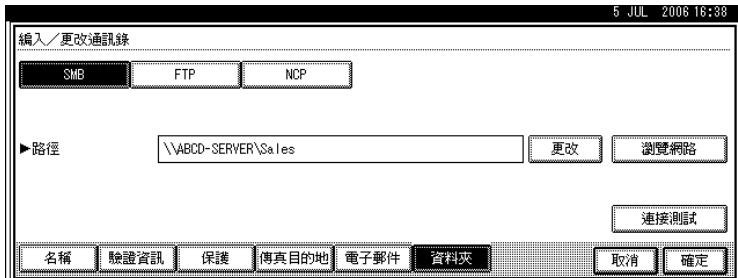 5 JUL 2006 16:38
編入／更改通訊錄
SMB FTP NCP
▶路徑 \\ABCD-SERVER\Sales 更改 瀏覽網路
連接測試
名稱 驗證資訊 保護 傳真目的地 電子郵件 資料夾 取消 確定